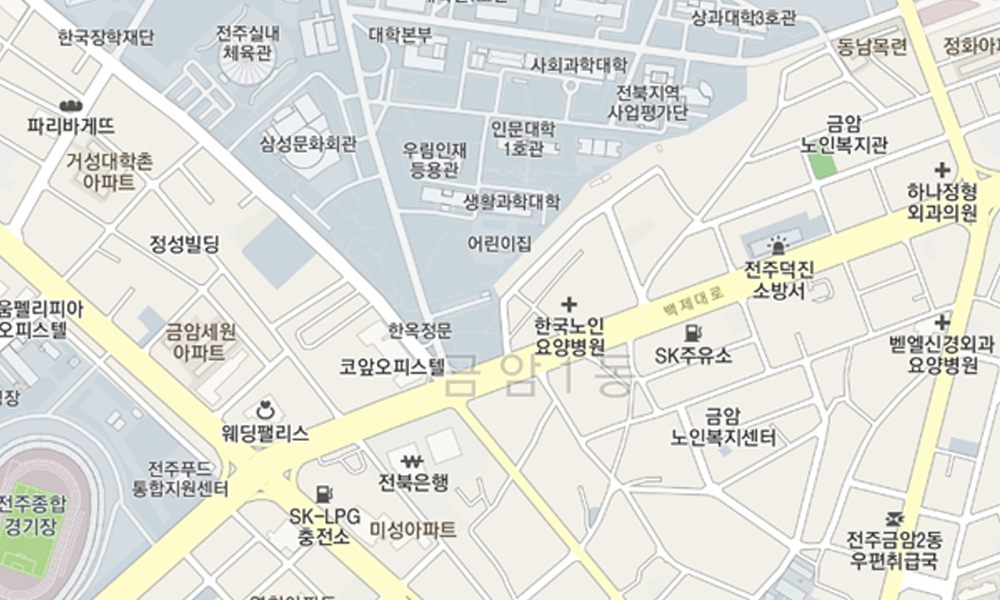 상과대학3호관
한국장학재단
전주실내
체육관
대학본부
동남목련
사회과학대학
전북지역
사업평가단
파리바게뜨
삼성문화회관
인문대학
1호관
금암
노인복지관
우림인재
등용관
거성대학촌
아파트
생활과학대학
하나정형
외과의원
정성빌딩
어린이집
전주덕진
소방서
백제대로
움펠리피아
오피스텔
금암세원
아파트
한옥정문
한국노인
요양병원
SK주유소
벧엘신경외과
요양병원
코앞오피스텔
금암1동
웨딩팰리스
금암
노인복지센터
전주푸드
통합지원센터
전북은행
전주종합
경기장
SK-LPG
충전소
미성아파트
전주금암2동
우편취급국